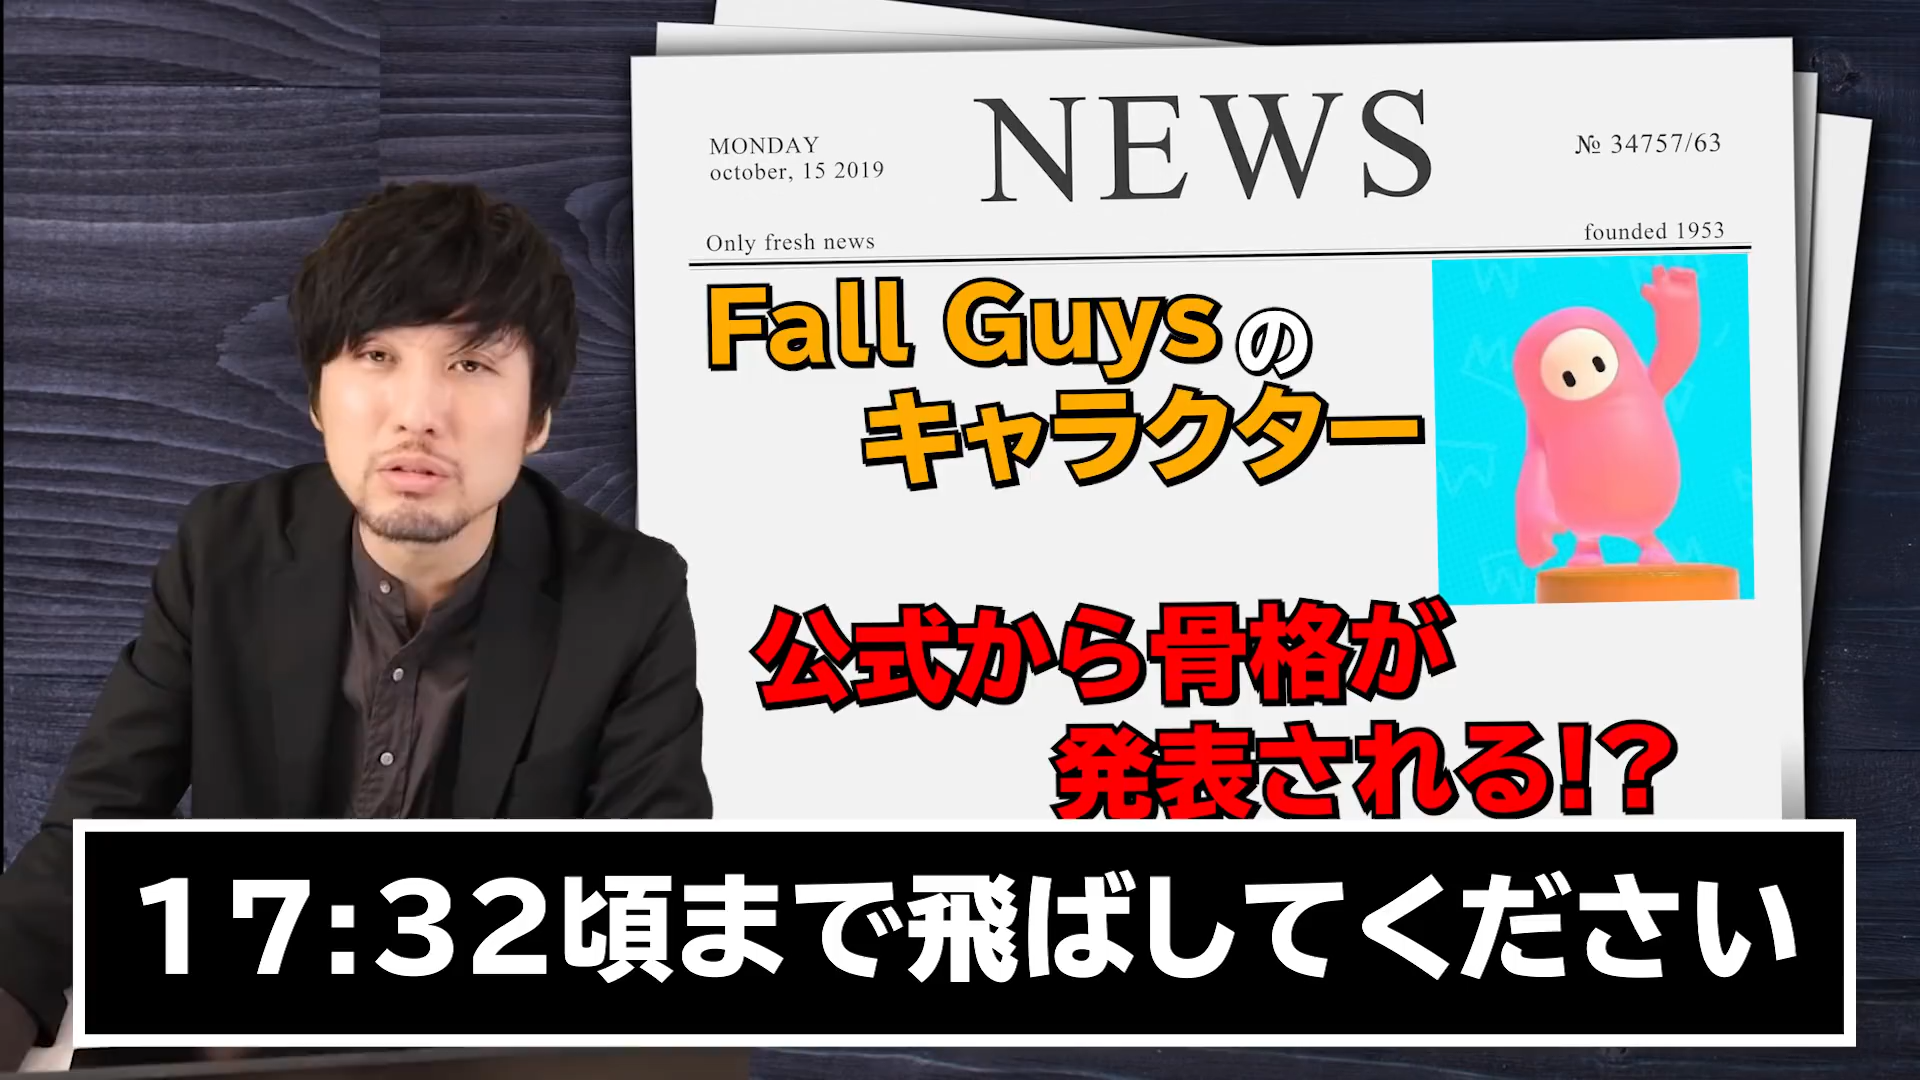 NEWS
MONDAY
october, 15 2019
№ 34757/63
Only fresh news
founded 1953
Fall Guysの
キャラクター
公式から骨格が
発表される!?
17:32頃まで飛ばしてください